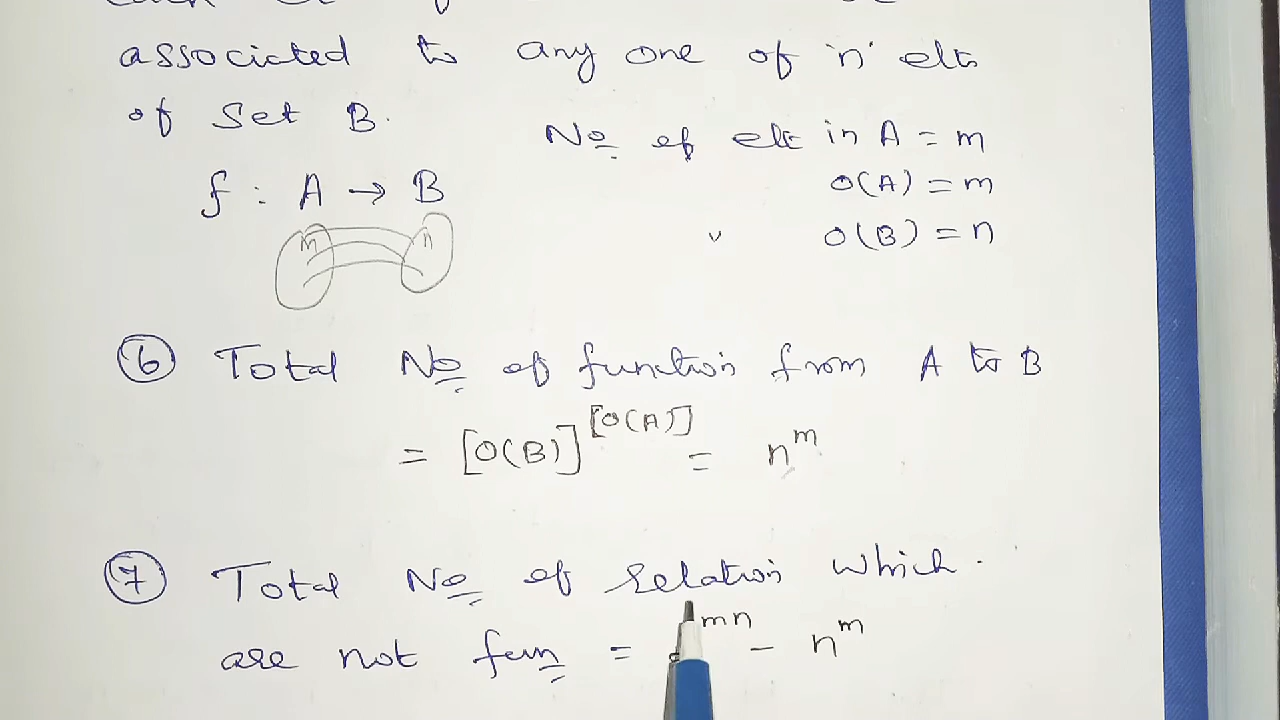 associated to any one of 'n' elts
of Set B.
No of elt in A = m
f : A → B
O(A) = m
" O(B) = n
m n
6 Total No of function from A to B
= [O(B)]^[O(A)] = n^m
7 Total No of relation which
are not fun = ^mn - n^m